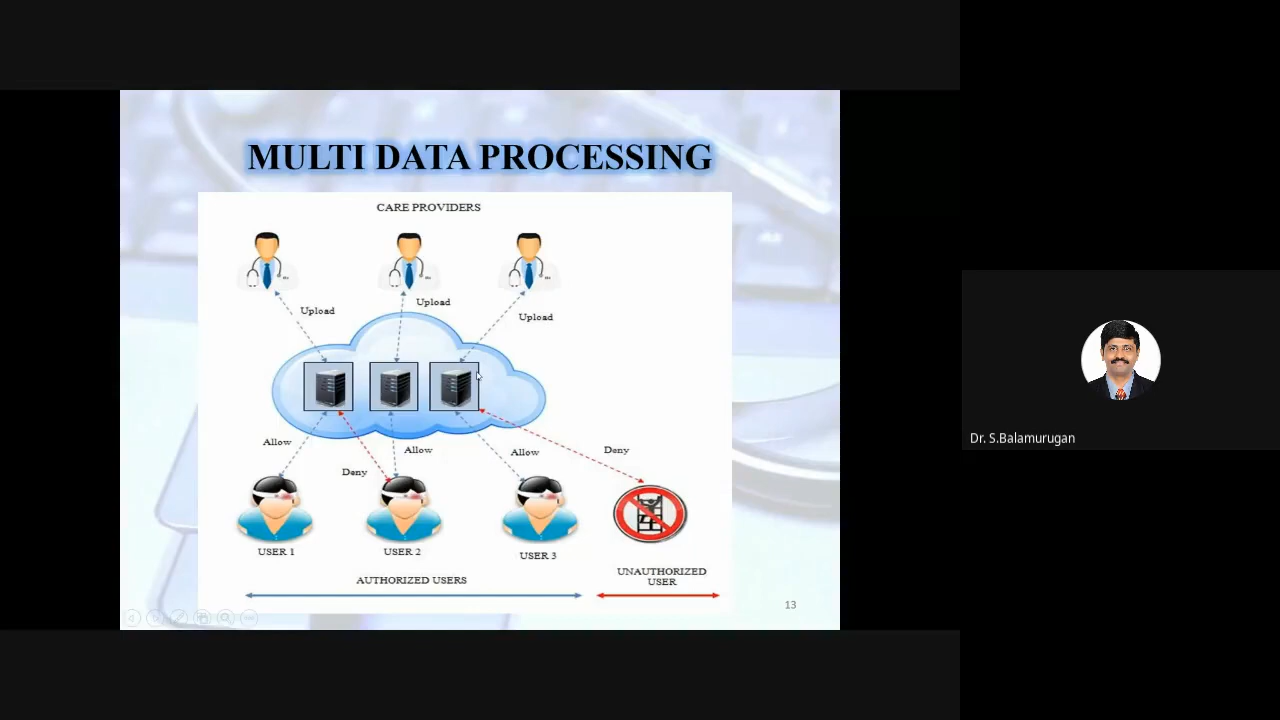 MULTI DATA PROCESSING
CARE PROVIDERS
Upload
Upload
Upload
Allow
Deny
Allow
Allow
Deny
USER 1
USER 2
USER 3
AUTHORIZED USERS
UNAUTHORIZED
USER
13
Dr. S.Balamurugan